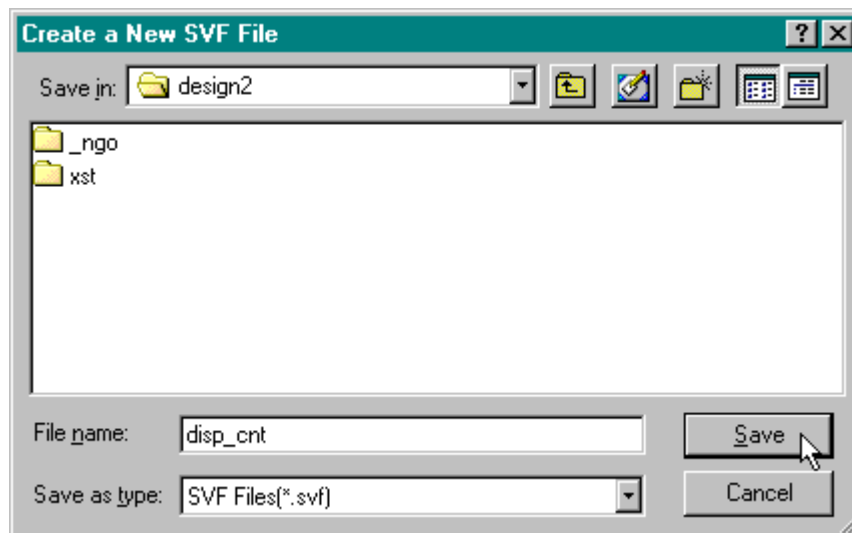 Create a New SVF File
Save in: design2
_ngo
xst
File name: disp_cnt Save
Save as type: SVF Files(*.svf) Cancel